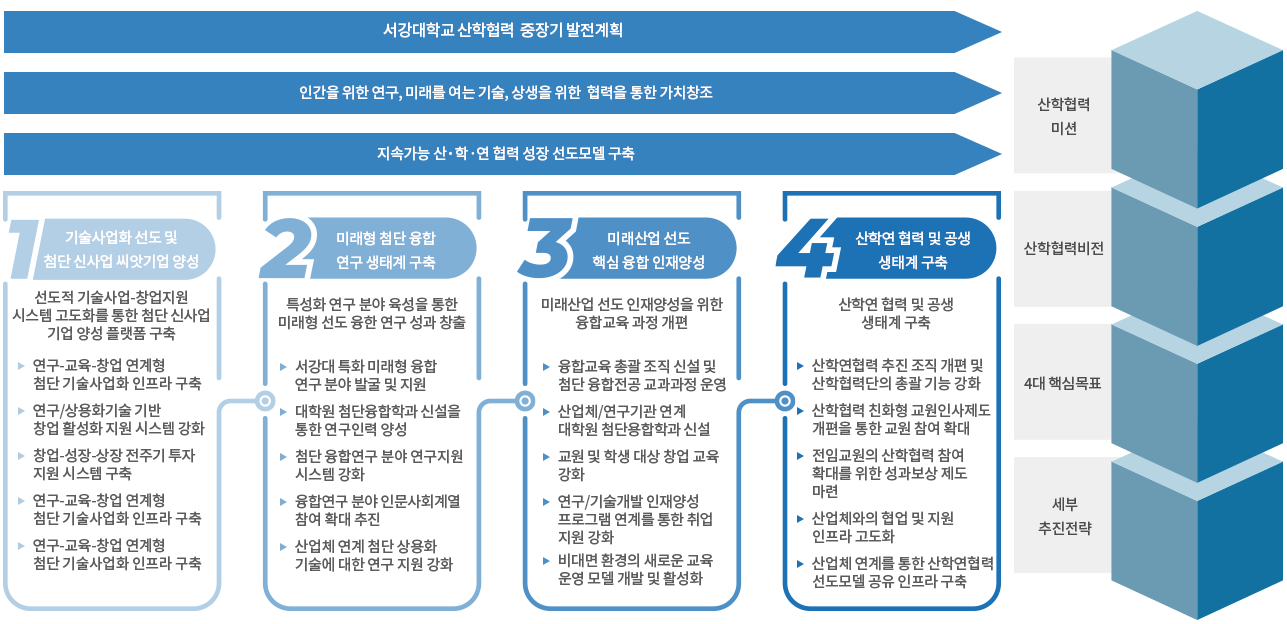 서강대학교 산학협력 중장기 발전계획
인간을 위한 연구, 미래를 여는 기술, 상생을 위한 협력을 통한 가치창조
지속가능 산·학·연 협력 성장 선도모델 구축
산학협력
미션
산학협력비전
4대 핵심목표
세부
추진전략
1
기술사업화 선도 및
첨단 신사업 씨앗기업 양성
선도적 기술사업-창업지원
시스템 고도화를 통한 첨단 신사업
기업 양성 플랫폼 구축
연구-교육-창업 연계형
첨단 기술사업화 인프라 구축
연구/상용화기술 기반
창업 활성화 지원 시스템 강화
창업-성장-상장 전주기 투자
지원 시스템 구축
연구-교육-창업 연계형
첨단 기술사업화 인프라 구축
연구-교육-창업 연계형
첨단 기술사업화 인프라 구축
2
미래형 첨단 융합
연구 생태계 구축
특성화 연구 분야 육성을 통한
미래형 선도 융한 연구 성과 창출
서강대 특화 미래형 융합
연구 분야 발굴 및 지원
대학원 첨단융합학과 신설을
통한 연구인력 양성
첨단 융합연구 분야 연구지원
시스템 강화
융합연구 분야 인문사회계열
참여 확대 추진
산업체 연계 첨단 상용화
기술에 대한 연구 지원 강화
3
미래산업 선도
핵심 융합 인재양성
미래산업 선도 인재양성을 위한
융합교육 과정 개편
융합교육 총괄 조직 신설 및
첨단 융합전공 교과과정 운영
산업체/연구기관 연계
대학원 첨단융합학과 신설
교원 및 학생 대상 창업 교육
강화
연구/기술개발 인재양성
프로그램 연계를 통한 취업
지원 강화
비대면 환경의 새로운 교육
운영 모델 개발 및 활성화
4
산학연 협력 및 공생
생태계 구축
산학연 협력 및 공생
생태계 구축
산학연협력 추진 조직 개편 및
산학협력단의 총괄 기능 강화
산학협력 친화형 교원인사제도
개편을 통한 교원 참여 확대
전임교원의 산학협력 참여
확대를 위한 성과보상 제도
마련
산업체와의 협업 및 지원
인프라 고도화
산업체 연계를 통한 산학연협력
선도모델 공유 인프라 구축